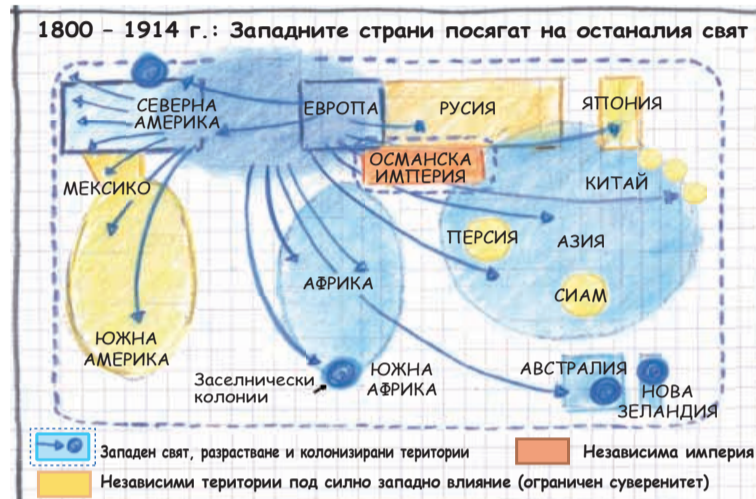 1800 – 1914 г.: Западните страни посягат на останалия свят
СЕВЕРНА
АМЕРИКА
ЕВРОПА
РУСИЯ
ЯПОНИЯ
ОСМАНСКА
ИМПЕРИЯ
МЕКСИКО
КИТАЙ
ПЕРСИЯ
АЗИЯ
АФРИКА
СИАМ
ЮЖНА
АМЕРИКА
Заселнически
колонии
ЮЖНА
АФРИКА
АВСТРАЛИЯ
НОВА
ЗЕЛАНДИЯ
Западен свят, разрастване и колонизирани територии
Независима империя
Независими територии под силно западно влияние (ограничен суверенитет)